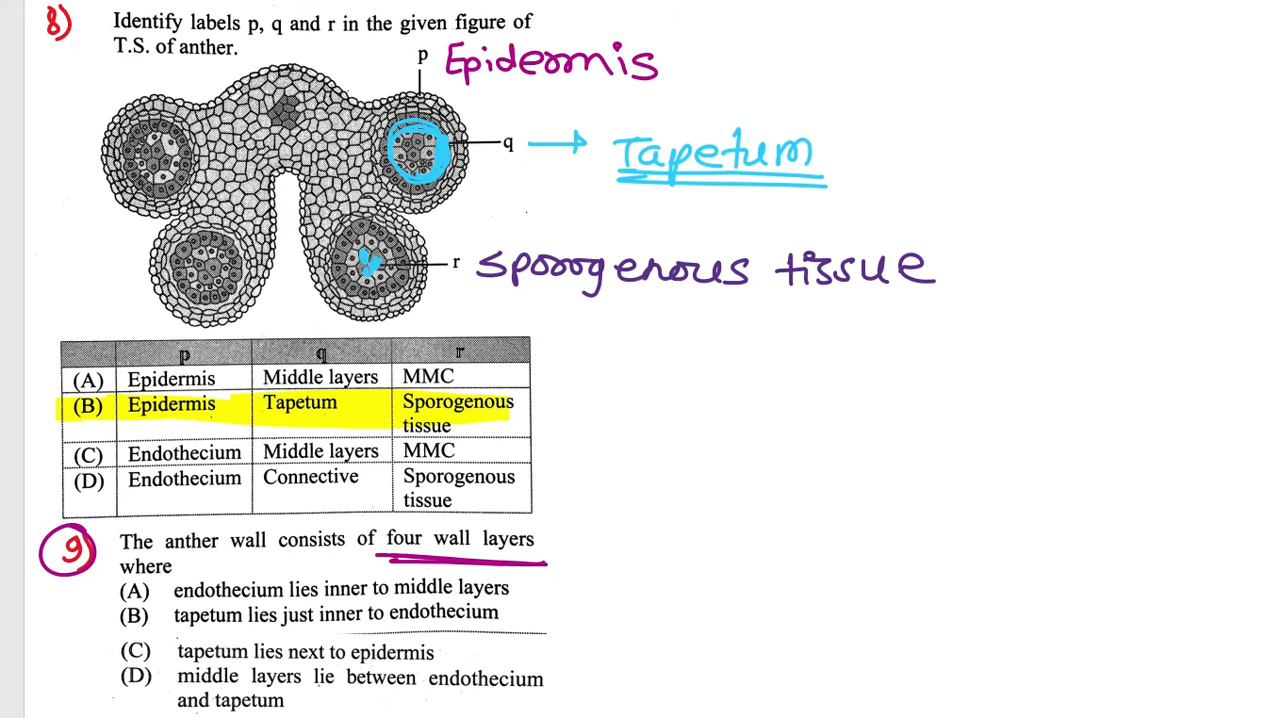 8) Identify labels p, q and r in the given figure of
T.S. of anther.
p Epidermis
q → Tapetum
r Sporogenous tissue
p q r
(A) Epidermis Middle layers MMC
(B) Epidermis Tapetum Sporogenous
tissue
(C) Endothecium Middle layers MMC
(D) Endothecium Connective Sporogenous
tissue
9) The anther wall consists of four wall layers
where
(A) endothecium lies inner to middle layers
(B) tapetum lies just inner to endothecium
(C) tapetum lies next to epidermis
(D) middle layers lie between endothecium
and tapetum